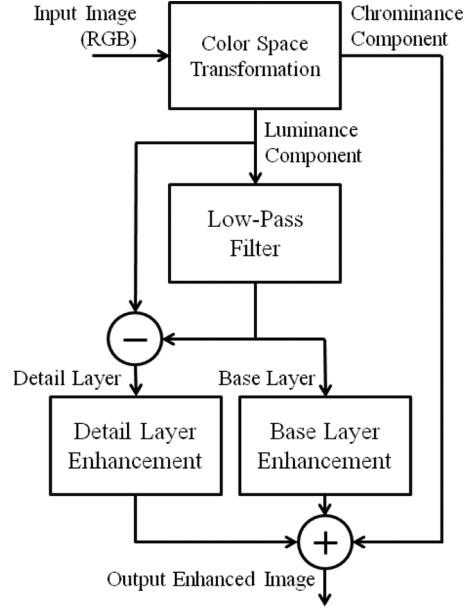 Input Image
(RGB)
Color Space
Transformation
Chrominance
Component
Luminance
Component
Low-Pass
Filter
−
Detail Layer
Base Layer
Detail Layer
Enhancement
Base Layer
Enhancement
+
Output Enhanced Image